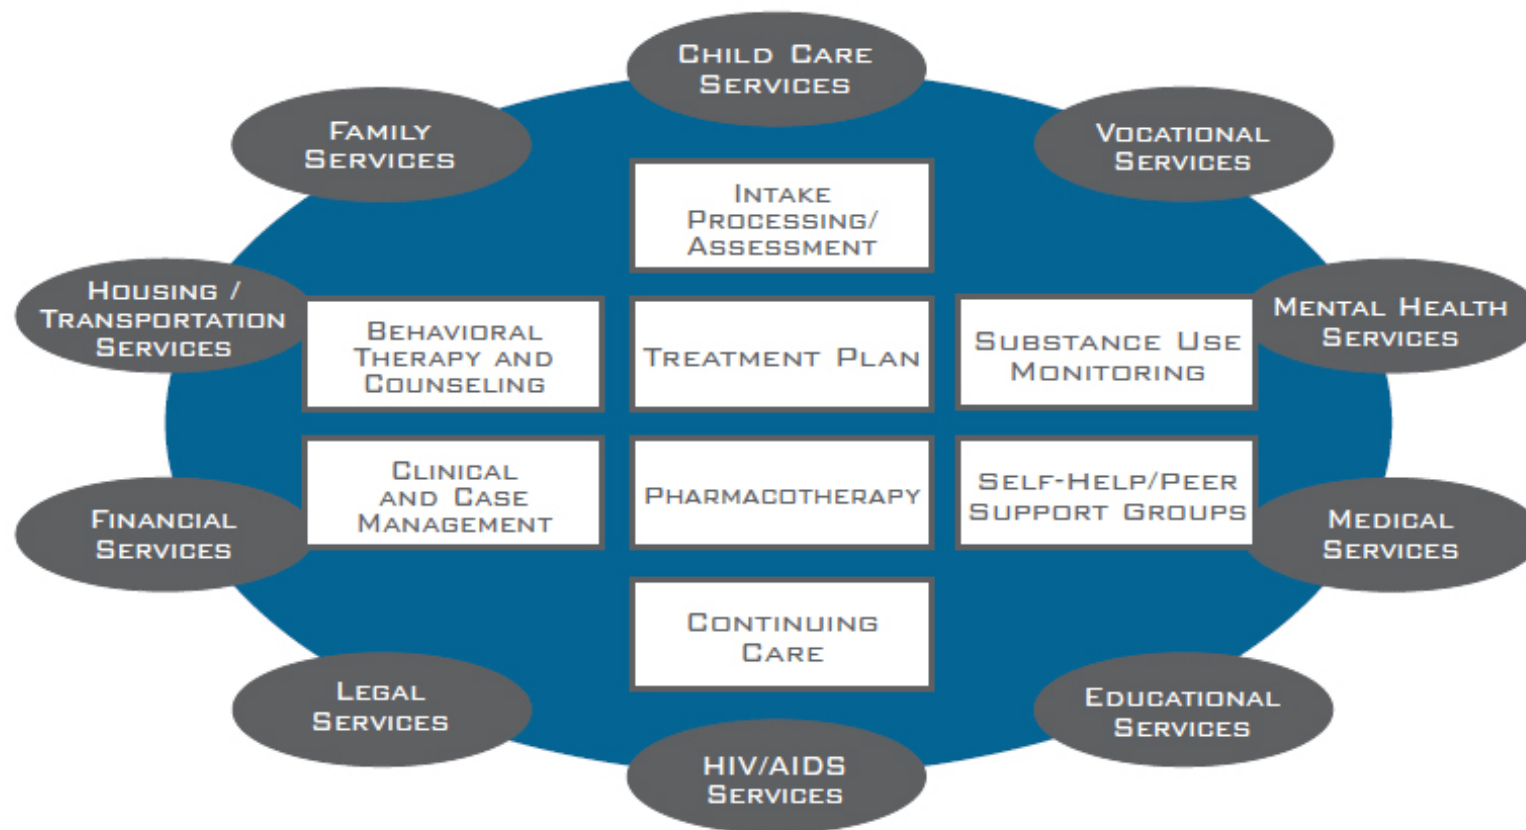 CHILD CARE
SERVICES
FAMILY
SERVICES
VOCATIONAL
SERVICES
INTAKE
PROCESSING/
ASSESSMENT
HOUSING /
TRANSPORTATION
SERVICES
BEHAVIORAL
THERAPY AND
COUNSELING
TREATMENT PLAN
SUBSTANCE USE
MONITORING
MENTAL HEALTH
SERVICES
CLINICAL
AND CASE
MANAGEMENT
PHARMACOTHERAPY
SELF-HELP/PEER
SUPPORT GROUPS
FINANCIAL
SERVICES
MEDICAL
SERVICES
CONTINUING
CARE
LEGAL
SERVICES
EDUCATIONAL
SERVICES
HIV/AIDS
SERVICES